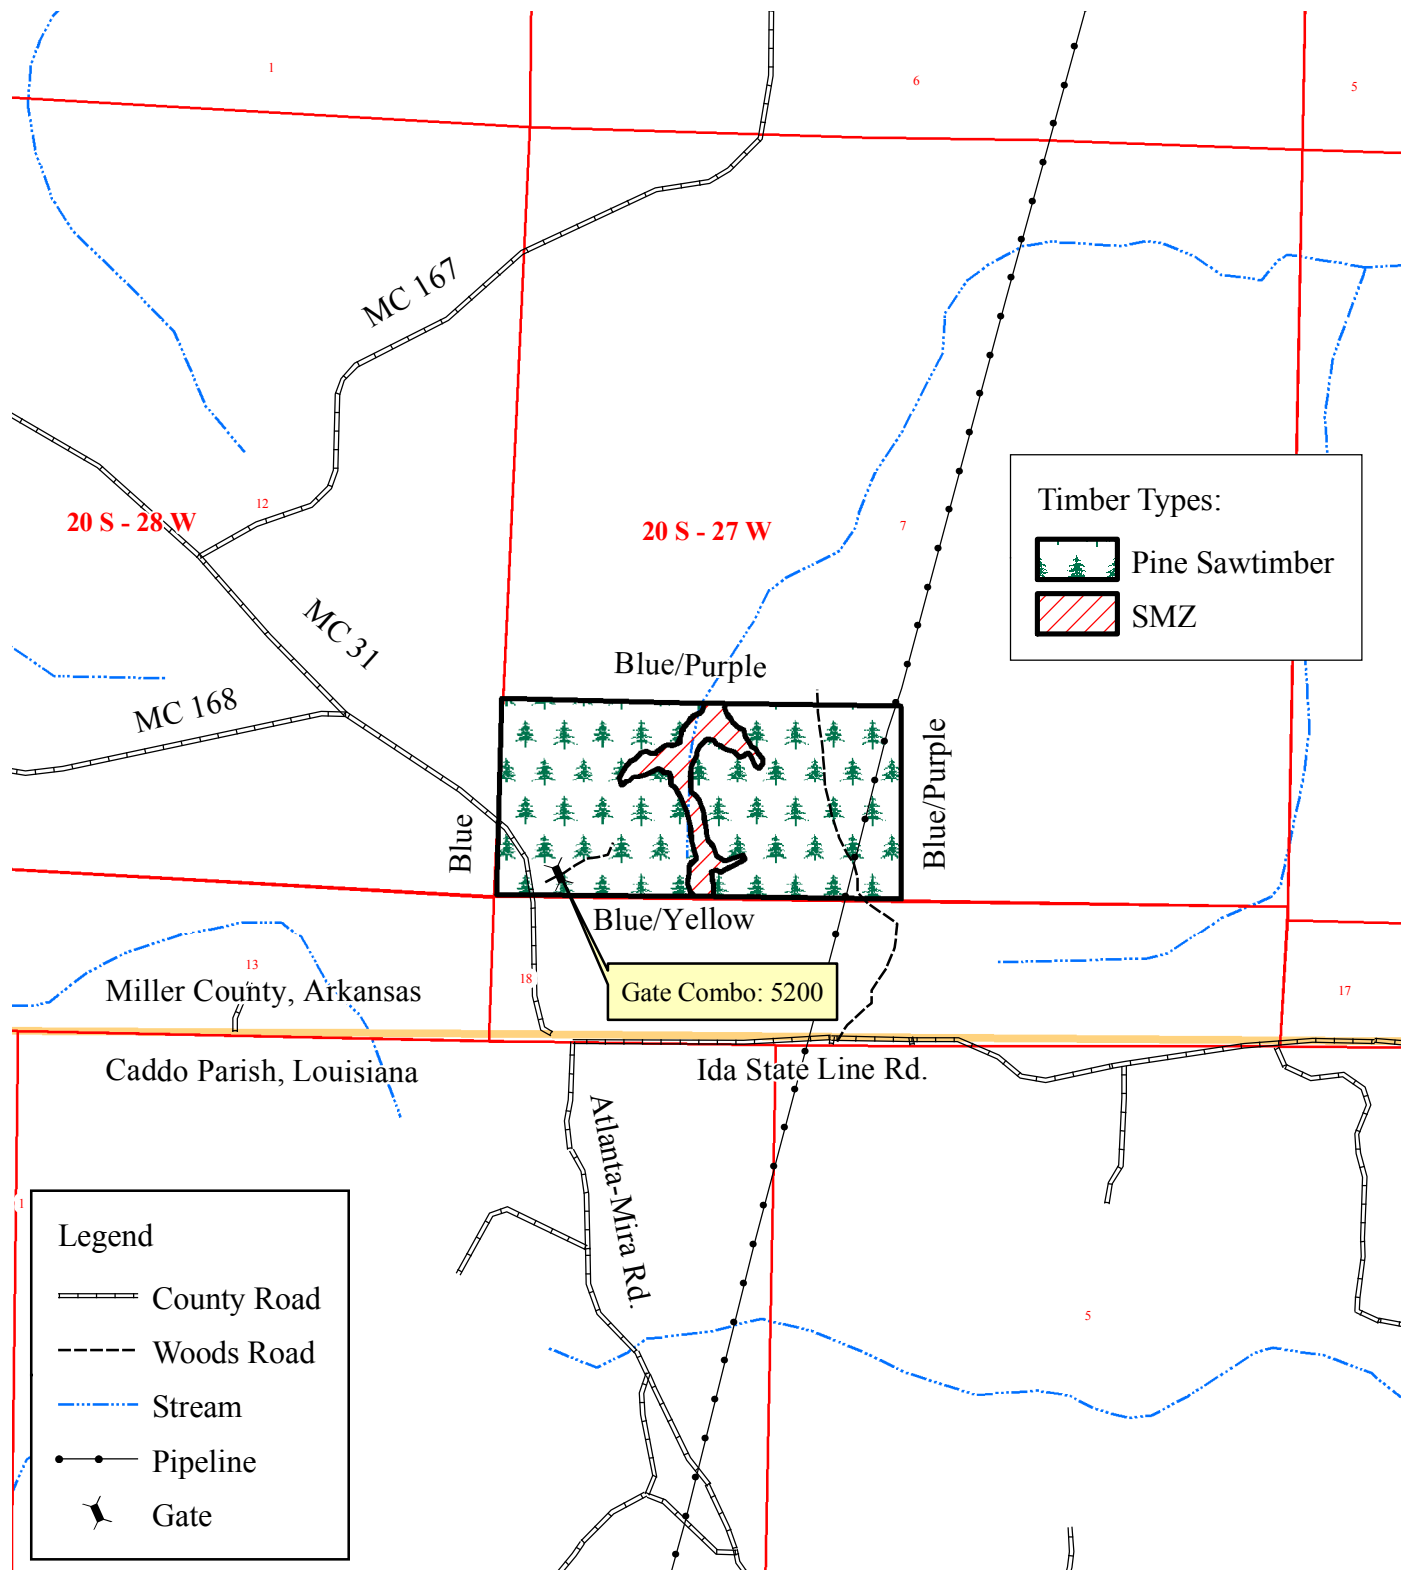 1
6
5
MC 167
12
20 S - 28 W
20 S - 27 W
7
Timber Types:
Pine Sawtimber
SMZ
MC 31
MC 168
Blue/Purple
Blue/Purple
Blue
Blue/Yellow
13
18
17
Gate Combo: 5200
Miller County, Arkansas
Caddo Parish, Louisiana
Ida State Line Rd.
Atlanta-Mira Rd.
1
5
Legend
County Road
Woods Road
Stream
Pipeline
Gate